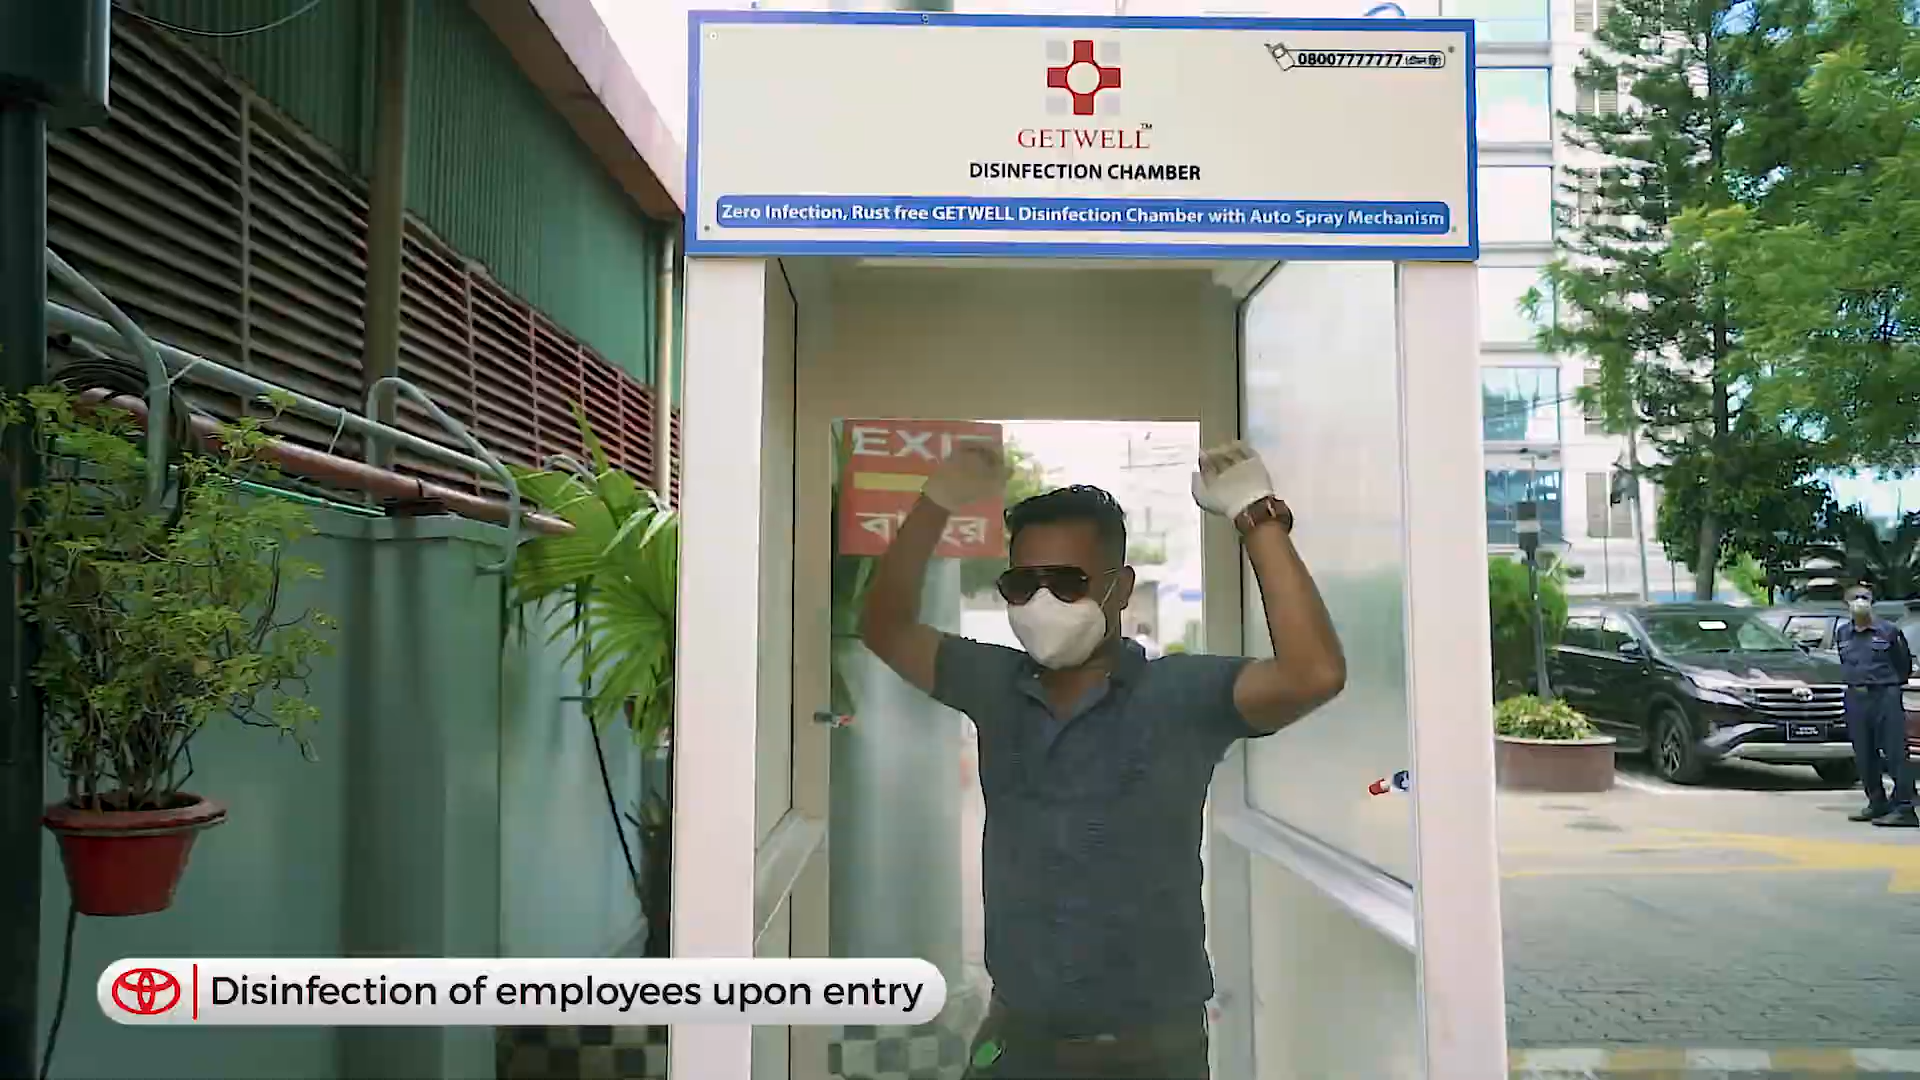 08007777777
GETWELL™
DISINFECTION CHAMBER
Zero Infection, Rust free GETWELL Disinfection Chamber with Auto Spray Mechanism
EXIT
Disinfection of employees upon entry